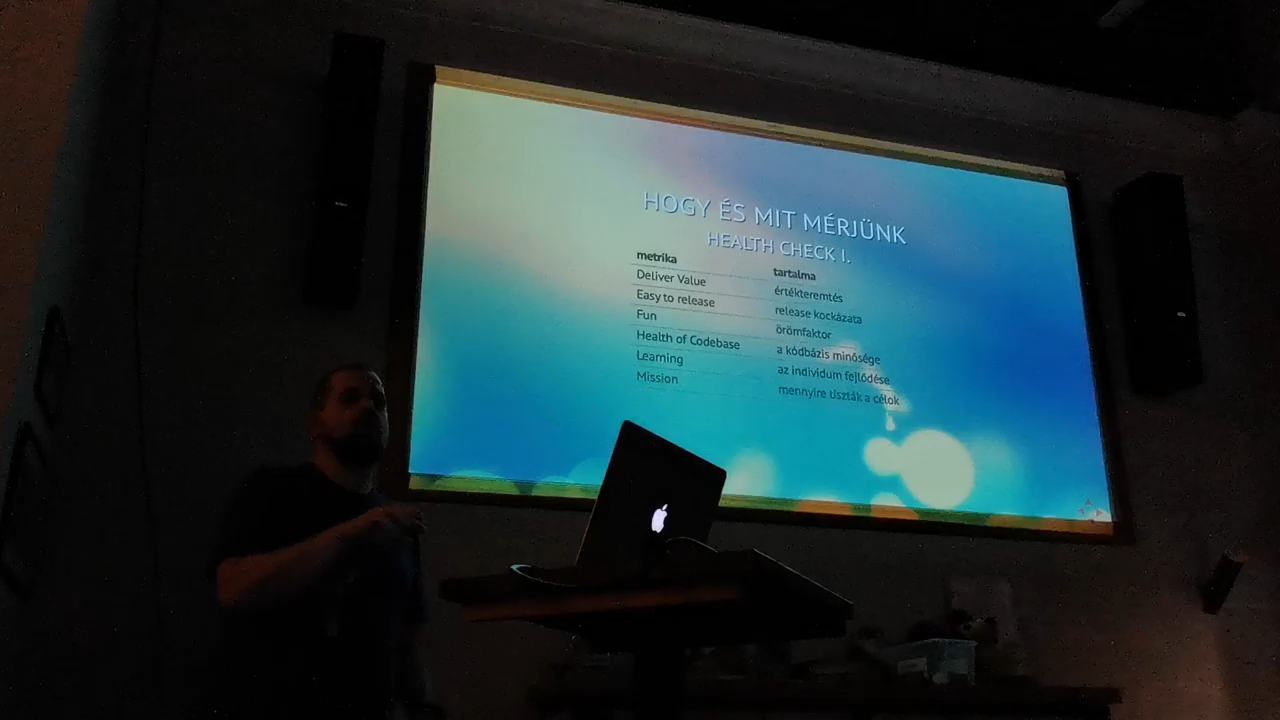 HOGY ÉS MIT MÉRJÜNK
HEALTH CHECK I.
metrika tartalma
Deliver Value értékteremtés
Easy to release release kockázata
Fun örömfaktor
Health of Codebase a kódbázis minősége
Learning az individum fejlődése
Mission mennyire tiszták a célok